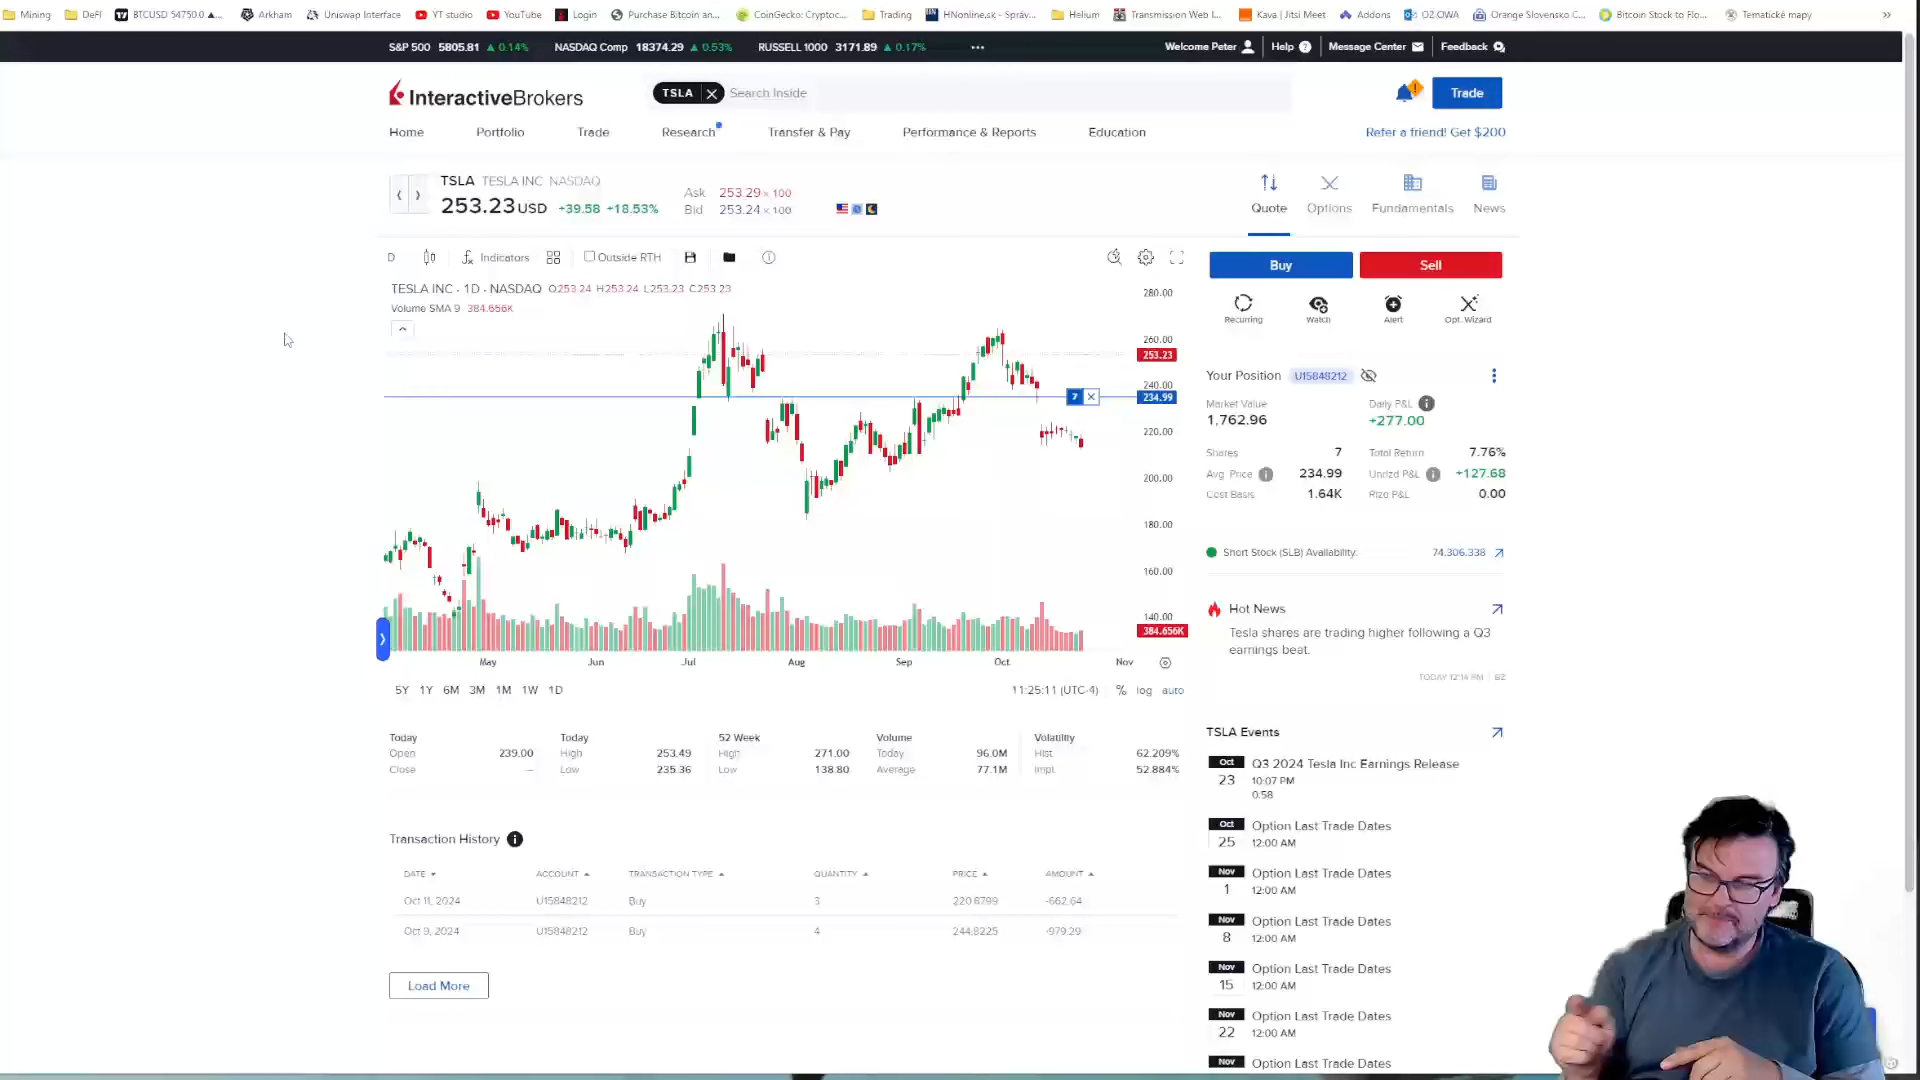 Mining DeFi BTCUSD 54750.0 ▲... Arkham Uniswap Interface YT studio YouTube Login Purchase Bitcoin an... CoinGecko: Cryptoc... Trading HNonline.sk – Správ... Helium Transmission Web I... Kava | Jitsi Meet Addons OZ OWA Orange Slovensko C... Bitcoin Stock to Flo... Tematické mapy »
S&P 500 5805.81 ▲ 0.14% NASDAQ Comp 18374.29 ▲ 0.53% RUSSELL 1000 3171.89 ▲ 0.17% ••• Welcome Peter Help Message Center Feedback
InteractiveBrokers TSLA Search Inside Trade
Home Portfolio Trade Research Transfer & Pay Performance & Reports Education Refer a friend! Get $200
TSLA TESLA INC NASDAQ
253.23 USD +39.58 +18.53%
Ask 253.29 × 100
Bid 253.24 × 100
Quote Options Fundamentals News
D Indicators Outside RTH
Buy Sell
TESLA INC · 1D · NASDAQ O253.24 H253.24 L253.23 C253.23
Volume SMA 9 384.656K
Recurring Watch Alert Opt. Wizard
280.00
260.00
253.23
240.00
7 234.99
220.00
200.00
180.00
160.00
140.00
384.656K
May Jun Jul Aug Sep Oct Nov
5Y 1Y 6M 3M 1M 1W 1D 11:25:11 (UTC-4) % log auto
Your Position U15848212
Market Value Daily P&L
1,762.96 +277.00
Shares 7 Total Return 7.76%
Avg. Price 234.99 Unrlzd P&L +127.68
Cost Basis 1.64K Rlzd P&L 0.00
Short Stock (SLB) Availability: 74,306,338
Hot News
Tesla shares are trading higher following a Q3
earnings beat.
TODAY 12:14 PM | BZ
Today Today 52 Week Volume Volatility
Open 239.00 High 253.49 High 271.00 Today 96.0M Hist. 62.209%
Close – Low 235.36 Low 138.80 Average 77.1M Impl. 52.884%
TSLA Events
Oct 23 Q3 2024 Tesla Inc Earnings Release
10:07 PM
0.58
Oct 25 Option Last Trade Dates
12:00 AM
Nov 1 Option Last Trade Dates
12:00 AM
Nov 8 Option Last Trade Dates
12:00 AM
Nov 15 Option Last Trade Dates
12:00 AM
Nov 22 Option Last Trade Dates
12:00 AM
Nov Option Last Trade Dates
Transaction History
DATE ACCOUNT TRANSACTION TYPE QUANTITY PRICE AMOUNT
Oct 11, 2024 U15848212 Buy 3 220.8799 -662.64
Oct 9, 2024 U15848212 Buy 4 244.8225 -979.29
Load More